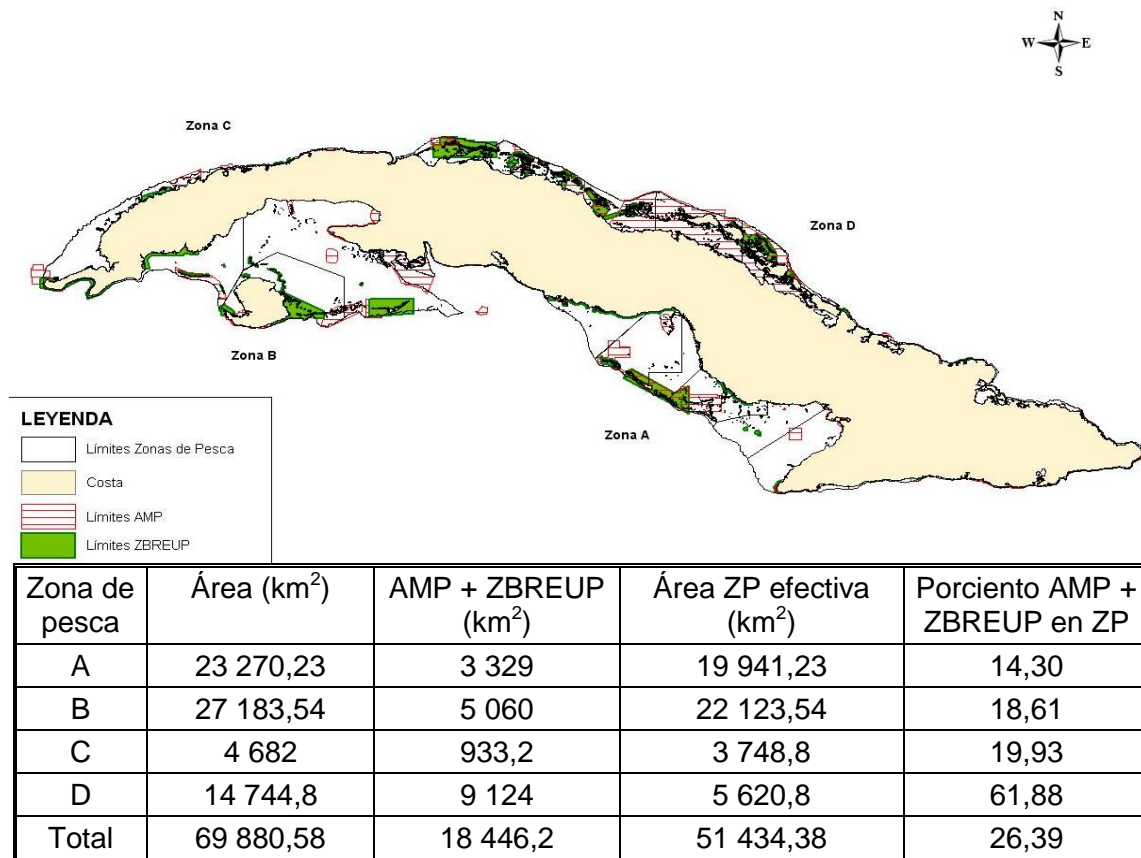 N
W E
S
Zona C
Zona D
Zona B
Zona A
LEYENDA
Límites Zonas de Pesca
Costa
Límites AMP
Límites ZBREUP
Zona de pesca Área (km²) AMP + ZBREUP (km²) Área ZP efectiva (km²) Porciento AMP + ZBREUP en ZP
A 23 270,23 3 329 19 941,23 14,30
B 27 183,54 5 060 22 123,54 18,61
C 4 682 933,2 3 748,8 19,93
D 14 744,8 9 124 5 620,8 61,88
Total 69 880,58 18 446,2 51 434,38 26,39